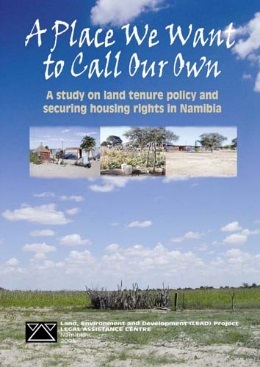 A Place We Want
to Call Our Own
A study on land tenure policy and
securing housing rights in Namibia
Land, Environment and Development (LEAD) Project
LEGAL ASSISTANCE CENTRE
Namibia